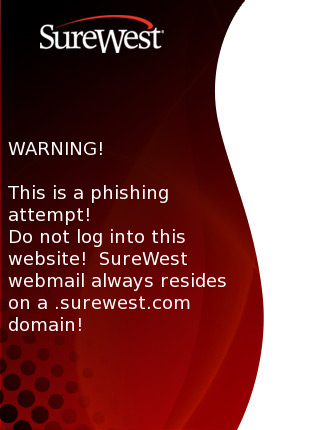 SureWest
WARNING!
This is a phishing
attempt!
Do not log into this
website!  SureWest
webmail always resides
on a .surewest.com
domain!